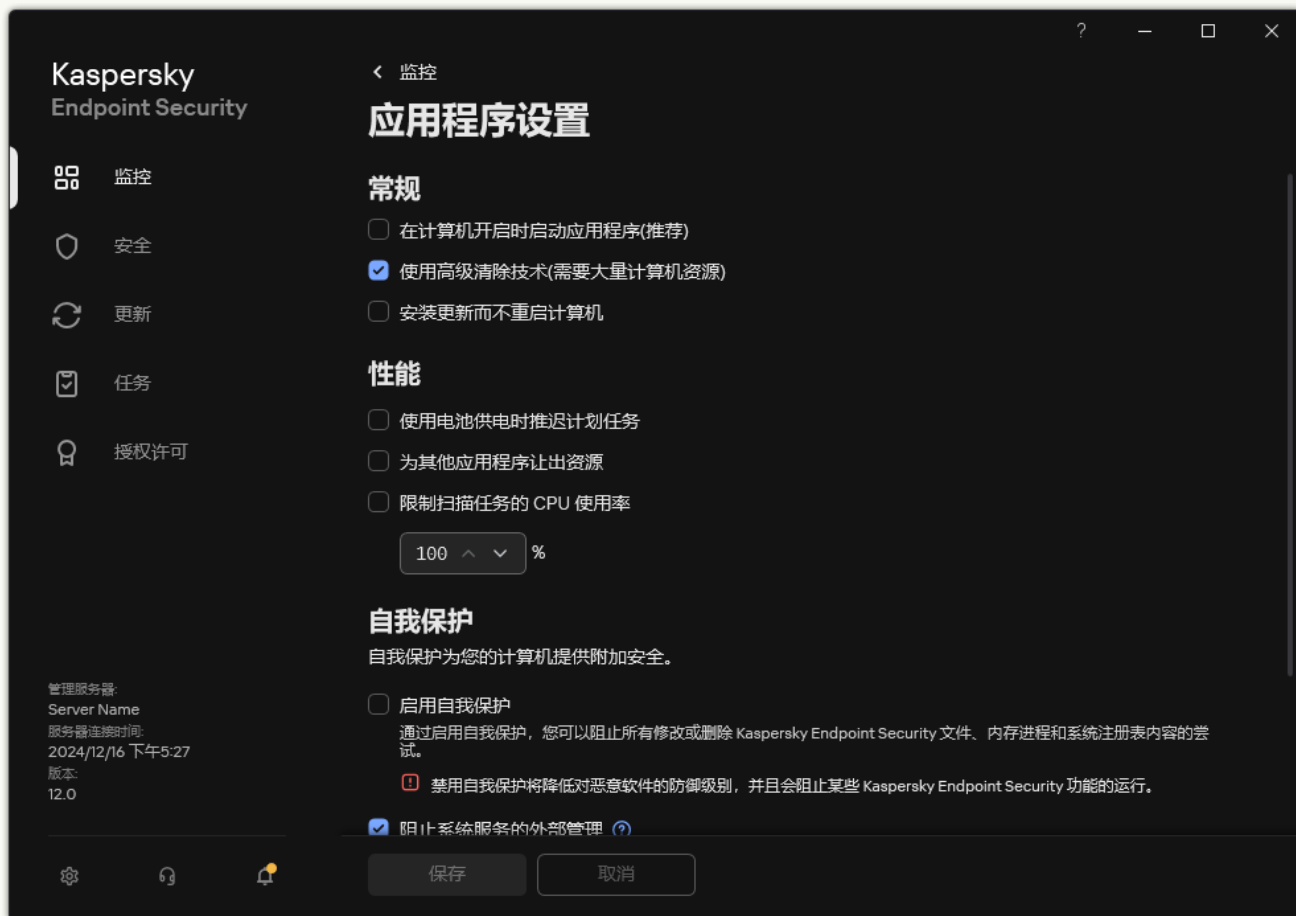 ?
Kaspersky
Endpoint Security
监控
安全
更新
任务
授权许可
管理服务器:
Server Name
服务器连接时间:
2024/12/16 下午5:27
版本:
12.0
监控
应用程序设置
常规
在计算机开启时启动应用程序(推荐)
使用高级清除技术(需要大量计算机资源)
安装更新而不重启计算机
性能
使用电池供电时推迟计划任务
为其他应用程序让出资源
限制扫描任务的 CPU 使用率
100 %
自我保护
自我保护为您的计算机提供附加安全。
启用自我保护
通过启用自我保护，您可以阻止所有修改或删除 Kaspersky Endpoint Security 文件、内存进程和系统注册表内容的尝
试。
禁用自我保护将降低对恶意软件的防御级别，并且会阻止某些 Kaspersky Endpoint Security 功能的运行。
阻止系统服务的外部管理 ?
保存
取消